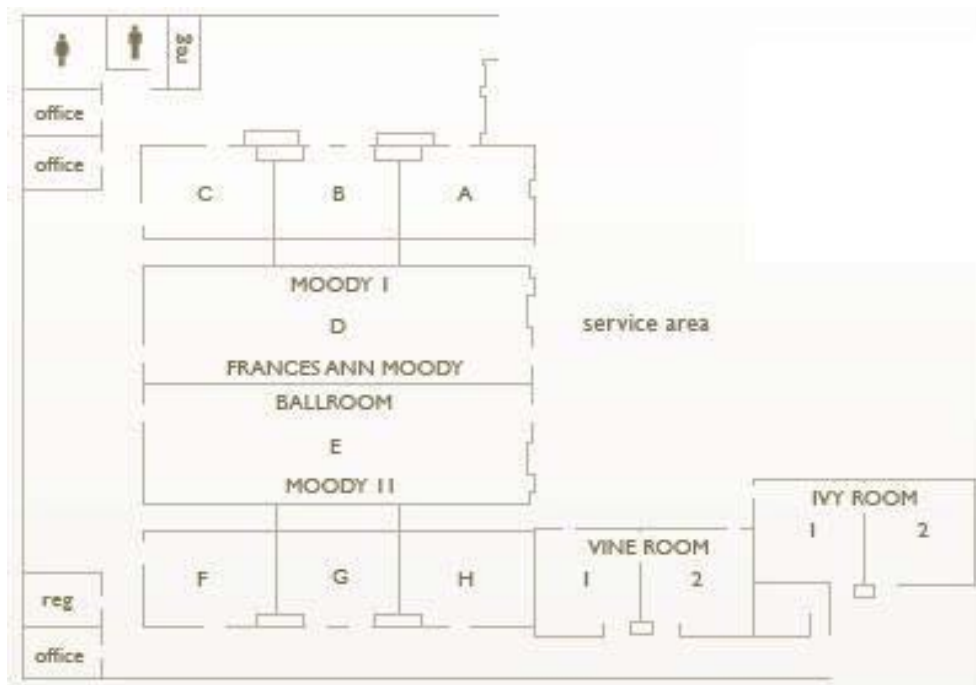 reg
office
office
C
B
A
MOODY I
D
service area
FRANCES ANN MOODY
BALLROOM
E
MOODY II
IVY ROOM
1
2
VINE ROOM
1
2
F
G
H
reg
office